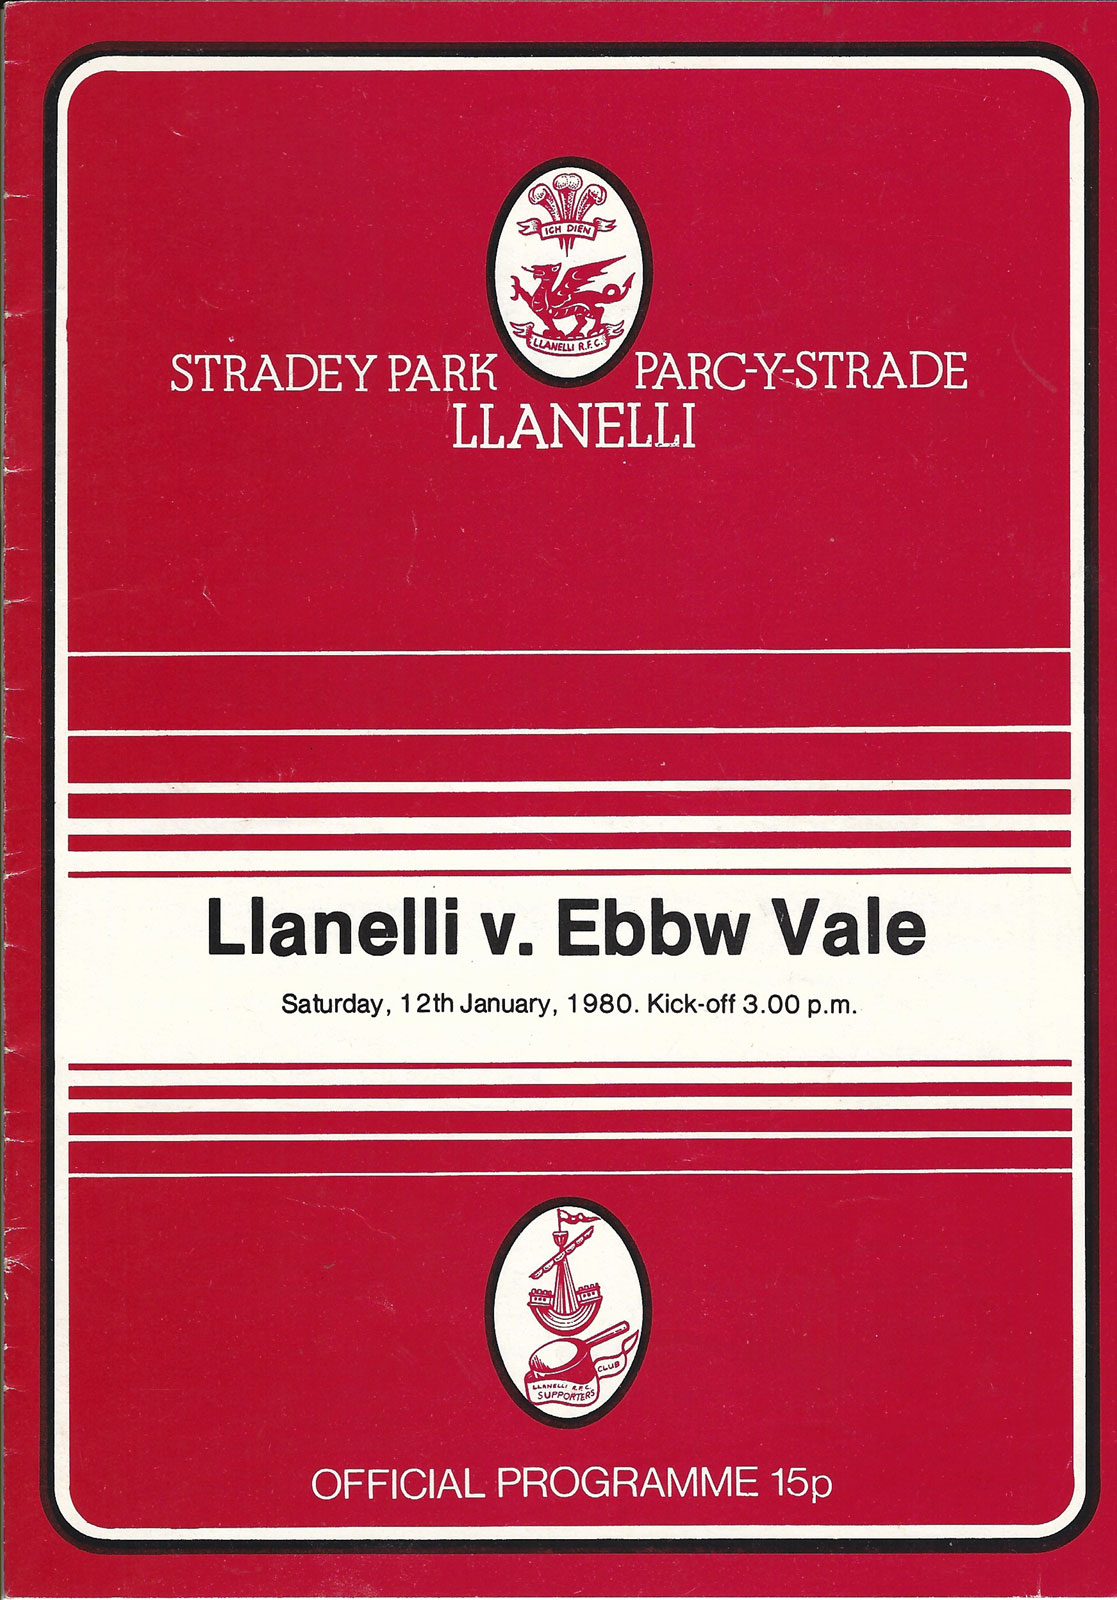 ICH DIEN
LLANELLI R.F.C.
STRADEY PARK PARC-Y-STRADE
LLANELLI
Llanelli v. Ebbw Vale
Saturday, 12th January, 1980. Kick-off 3.00 p.m.
CLUB
LLANELLI R.F.C.
SUPPORTERS
OFFICIAL PROGRAMME 15p